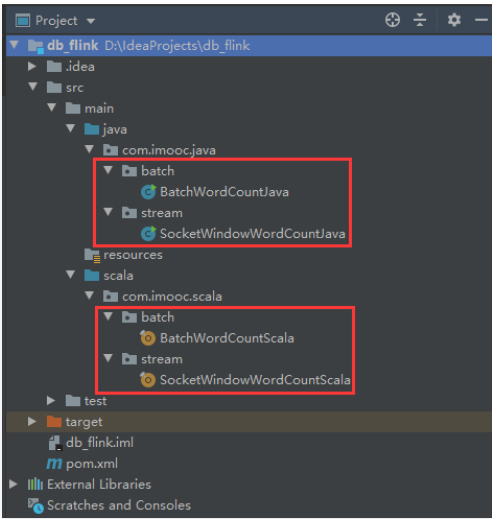 Project
db_flink D:\IdeaProjects\db_flink
.idea
src
main
java
com.imooc.java
batch
BatchWordCountJava
stream
SocketWindowWordCountJava
resources
scala
com.imooc.scala
batch
BatchWordCountScala
stream
SocketWindowWordCountScala
test
target
db_flink.iml
pom.xml
External Libraries
Scratches and Consoles